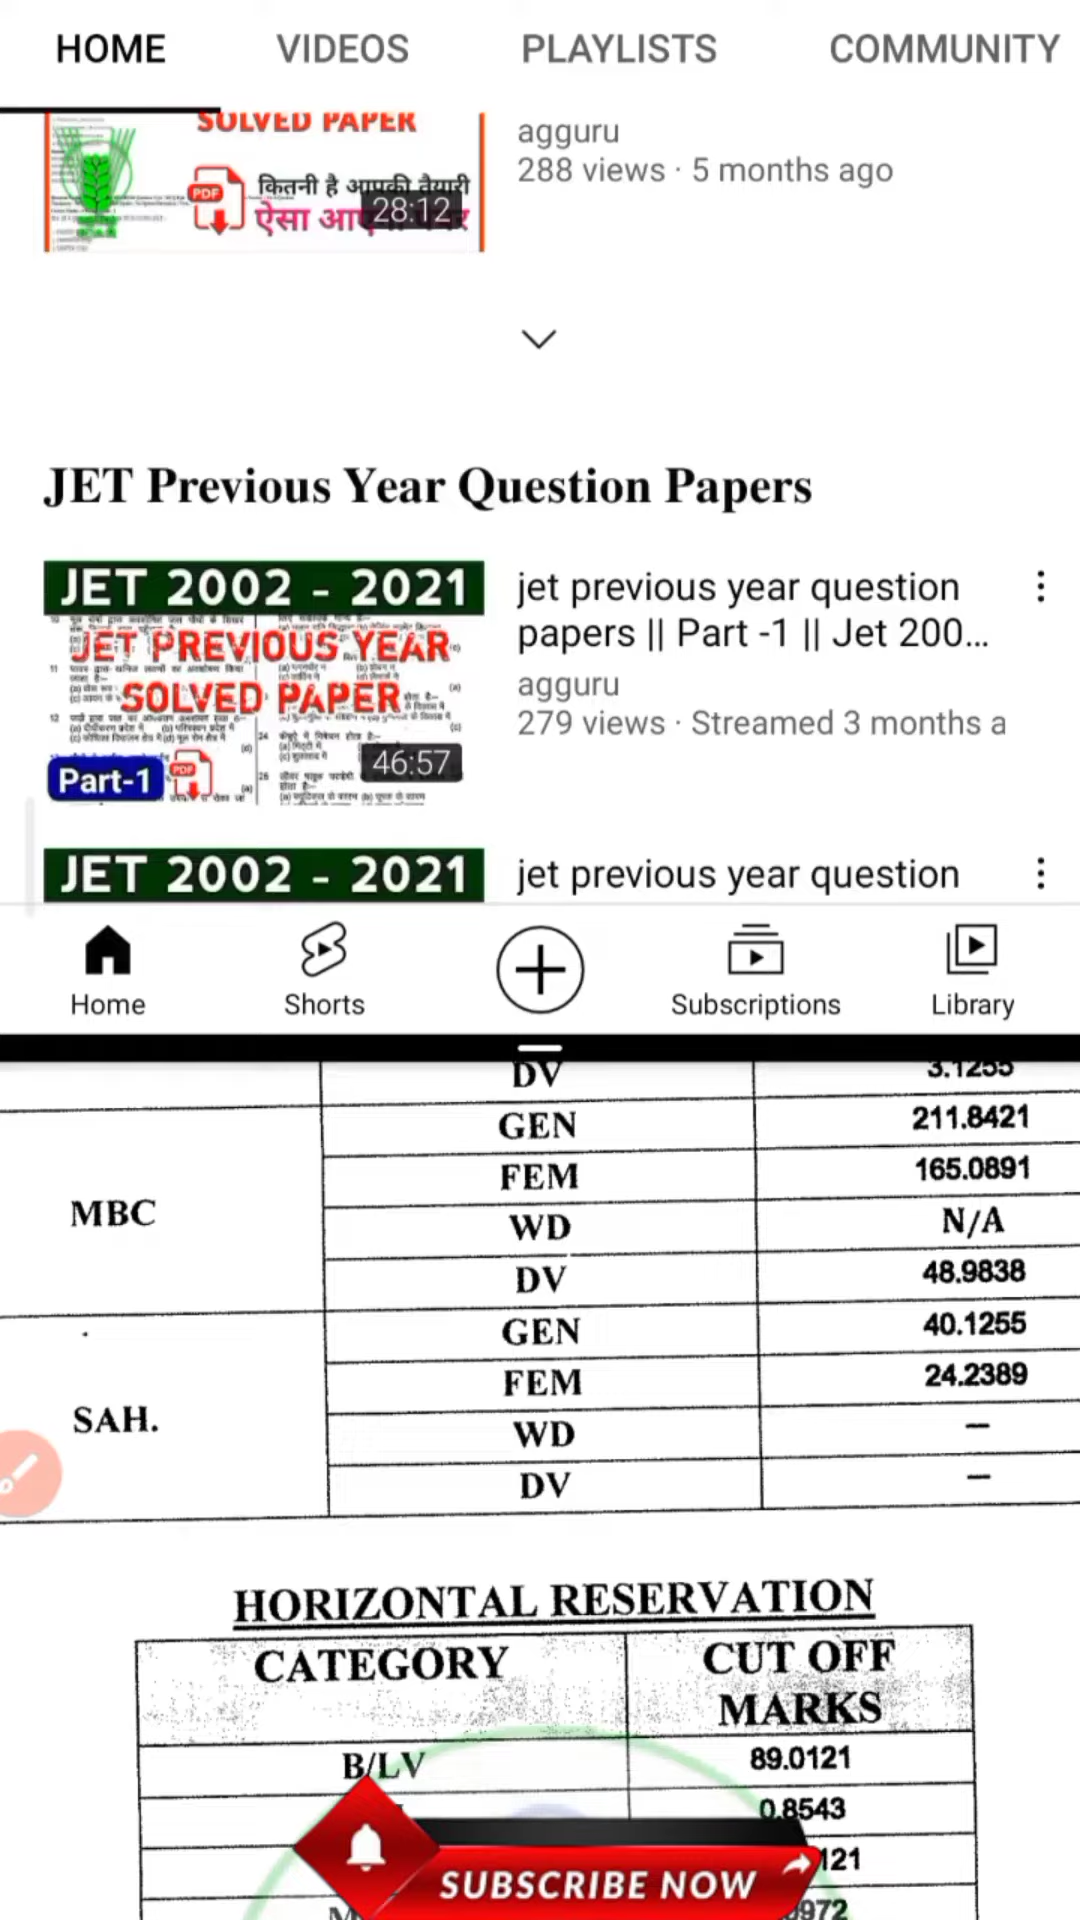 HOME VIDEOS PLAYLISTS COMMUNITY
SOLVED PAPER
PDF
कितनी है आपकी तैयारी
ऐसा
28:12
agguru
288 views · 5 months ago
JET Previous Year Question Papers
JET 2002 - 2021
JET PREVIOUS YEAR
SOLVED PAPER
Part-1
PDF
46:57
jet previous year question
papers || Part -1 || Jet 200...
agguru
279 views · Streamed 3 months a
JET 2002 - 2021
jet previous year question
Home Shorts Subscriptions Library
DV 3.1255
MBC
GEN 211.8421
FEM 165.0891
WD N/A
DV 48.9838
SAH.
GEN 40.1255
FEM 24.2389
WD –
DV –
HORIZONTAL RESERVATION
CATEGORY CUT OFF
MARKS
B/LV 89.0121
0.8543
121
SUBSCRIBE NOW
0972